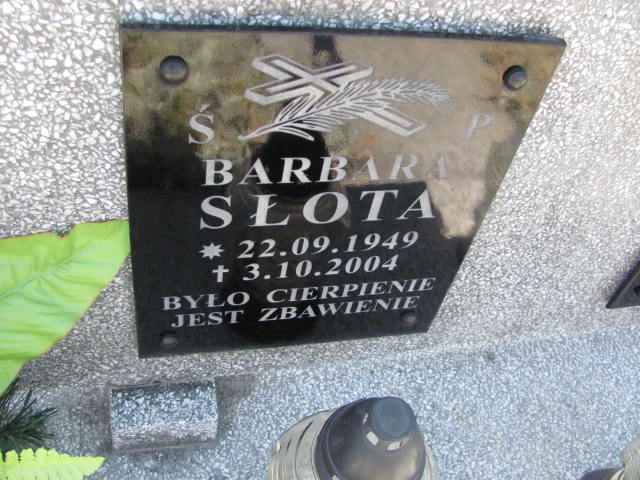 Ś P
BARBARA
SŁOTA
22.09.1949
3.10.2004
BYŁO CIERPIENIE
JEST ZBAWIENIE